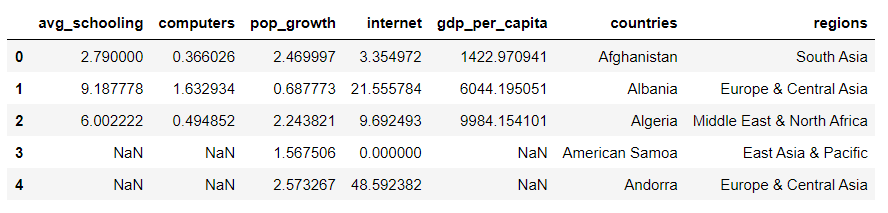 avg_schooling computers pop_growth internet gdp_per_capita countries regions
0 2.790000 0.366026 2.469997 3.354972 1422.970941 Afghanistan South Asia
1 9.187778 1.632934 0.687773 21.555784 6044.195051 Albania Europe & Central Asia
2 6.002222 0.494852 2.243821 9.692493 9984.154101 Algeria Middle East & North Africa
3 NaN NaN 1.567506 0.000000 NaN American Samoa East Asia & Pacific
4 NaN NaN 2.573267 48.592382 NaN Andorra Europe & Central Asia